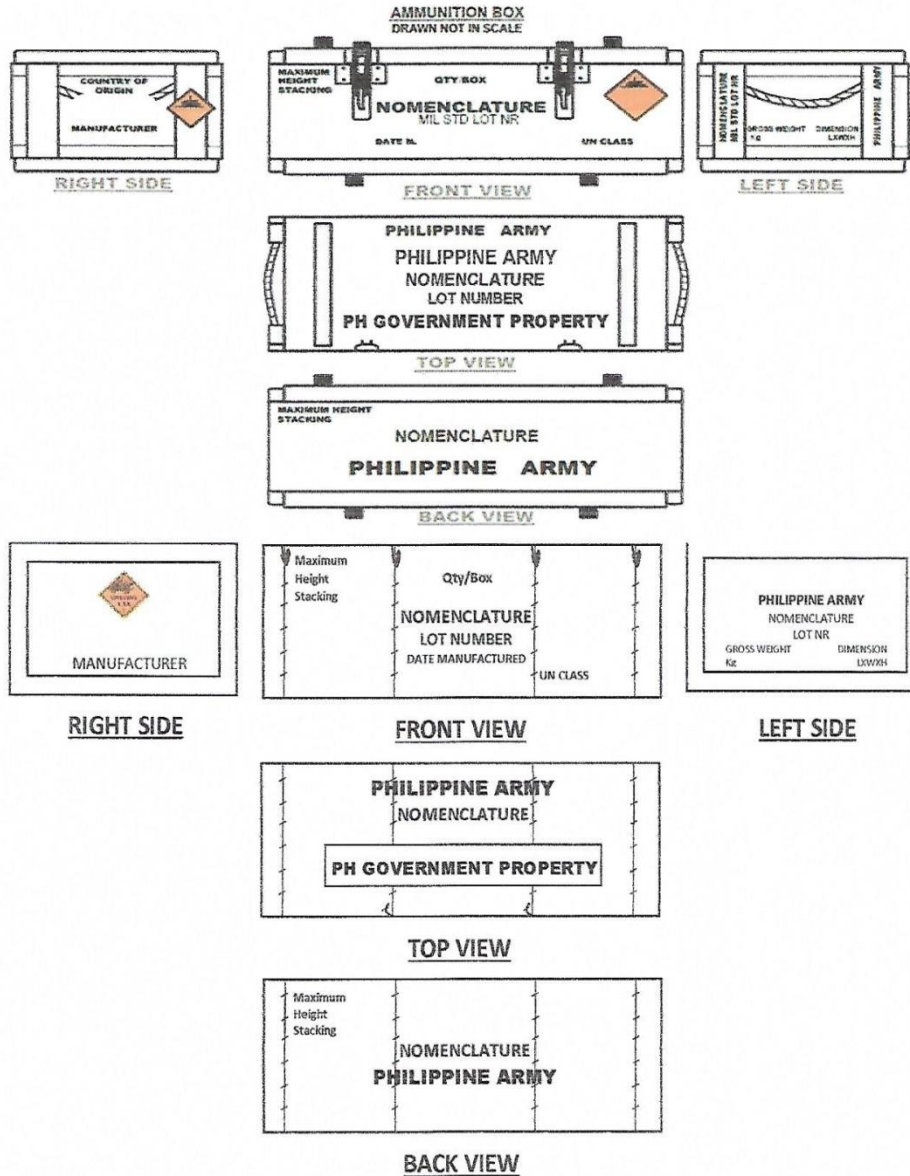 AMMUNITION BOX
DRAWN NOT IN SCALE
COUNTRY OF
ORIGIN
MANUFACTURER
RIGHT SIDE
MAXIMUM
HEIGHT
STACKING
QTY/BOX
NOMENCLATURE
MIL STD LOT NR
DATE M.
UN CLASS
FRONT VIEW
NOMENCLATURE
MIL STD LOT NR
GROSS WEIGHT DIMENSION
Kg LXWXH
PHILIPPINE ARMY
LEFT SIDE
PHILIPPINE ARMY
PHILIPPINE ARMY
NOMENCLATURE
LOT NUMBER
PH GOVERNMENT PROPERTY
TOP VIEW
MAXIMUM HEIGHT
STACKING
NOMENCLATURE
PHILIPPINE ARMY
BACK VIEW
MANUFACTURER
RIGHT SIDE
Maximum
Height
Stacking
Qty/Box
NOMENCLATURE
LOT NUMBER
DATE MANUFACTURED
UN CLASS
FRONT VIEW
PHILIPPINE ARMY
NOMENCLATURE
LOT NR
GROSS WEIGHT DIMENSION
Kg LXWXH
LEFT SIDE
PHILIPPINE ARMY
NOMENCLATURE
PH GOVERNMENT PROPERTY
TOP VIEW
Maximum
Height
Stacking
NOMENCLATURE
PHILIPPINE ARMY
BACK VIEW